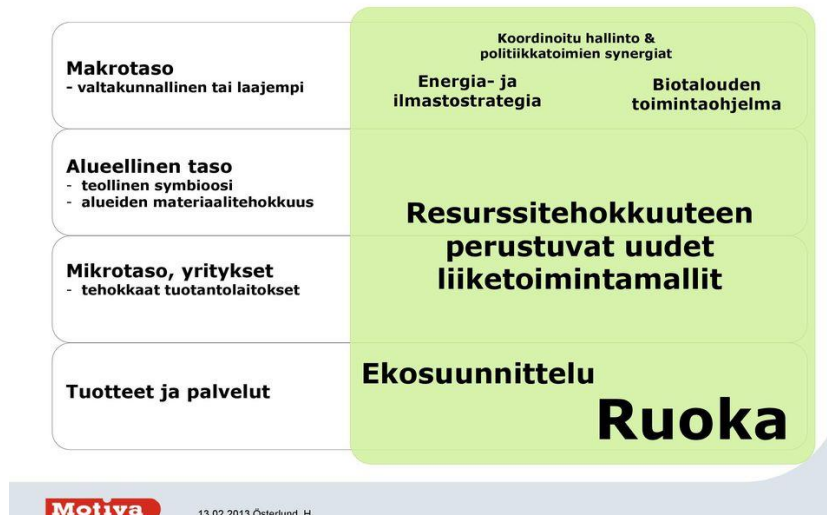 Makrotaso
- valtakunnallinen tai laajempi
Koordinoitu hallinto &
politiikkatoimien synergiat
Energia- ja
ilmastostrategia
Biotalouden
toimintaohjelma
Alueellinen taso
- teollinen symbioosi
- alueiden materiaalitehokkuus
Resurssitehokkuuteen
perustuvat uudet
liiketoimintamallit
Mikrotaso, yritykset
- tehokkaat tuotantolaitokset
Tuotteet ja palvelut
Ekosuunnittelu
Ruoka
Motiva
13.02.2013 Österlund, H